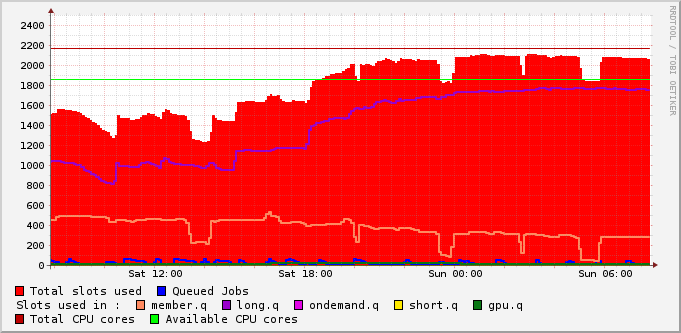 RRDTOOL / TOBI OETIKER
2400
2200
2000
1800
1600
1400
1200
1000
800
600
400
200
0
Sat 12:00 Sat 18:00 Sun 00:00 Sun 06:00
Total slots used Queued Jobs
Slots used in : member.q long.q ondemand.q short.q gpu.q
Total CPU cores Available CPU cores